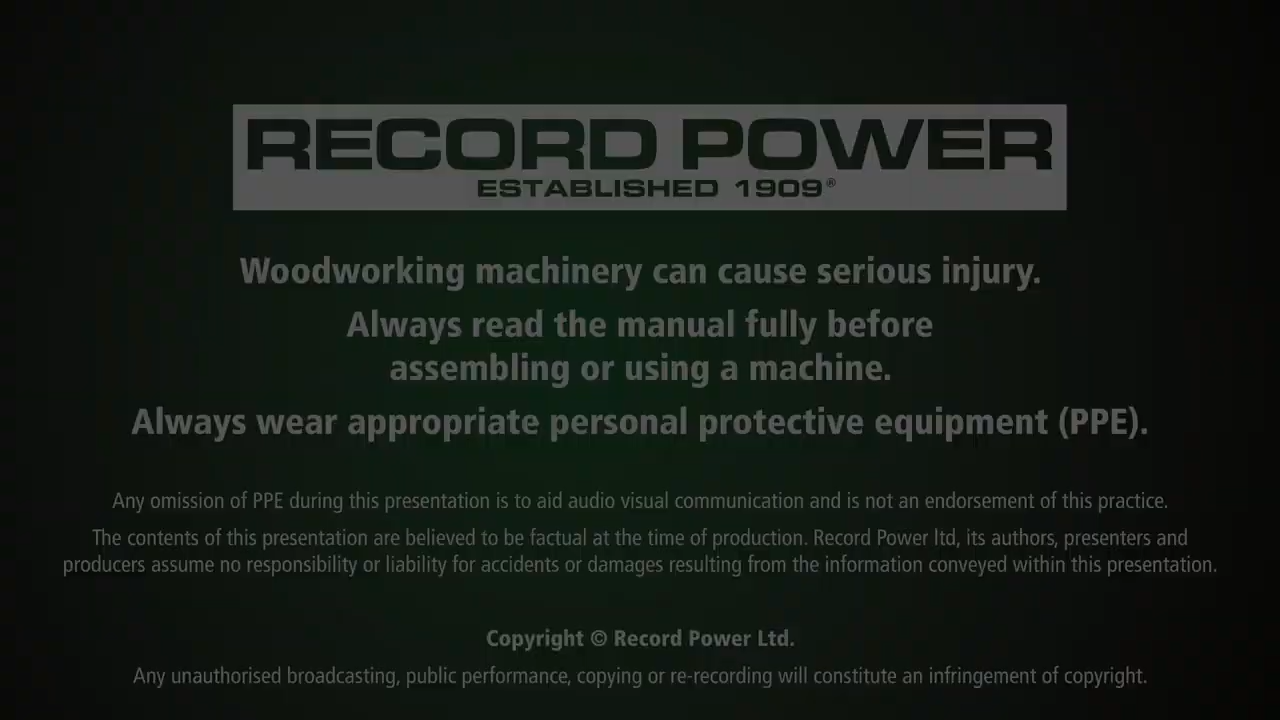 RECORD POWER
ESTABLISHED 1909®
Woodworking machinery can cause serious injury.
Always read the manual fully before
assembling or using a machine.
Always wear appropriate personal protective equipment (PPE).
Any omission of PPE during this presentation is to aid audio visual communication and is not an endorsement of this practice.
The contents of this presentation are believed to be factual at the time of production. Record Power ltd, its authors, presenters and
producers assume no responsibility or liability for accidents or damages resulting from the information conveyed within this presentation.
Copyright © Record Power Ltd.
Any unauthorised broadcasting, public performance, copying or re-recording will constitute an infringement of copyright.